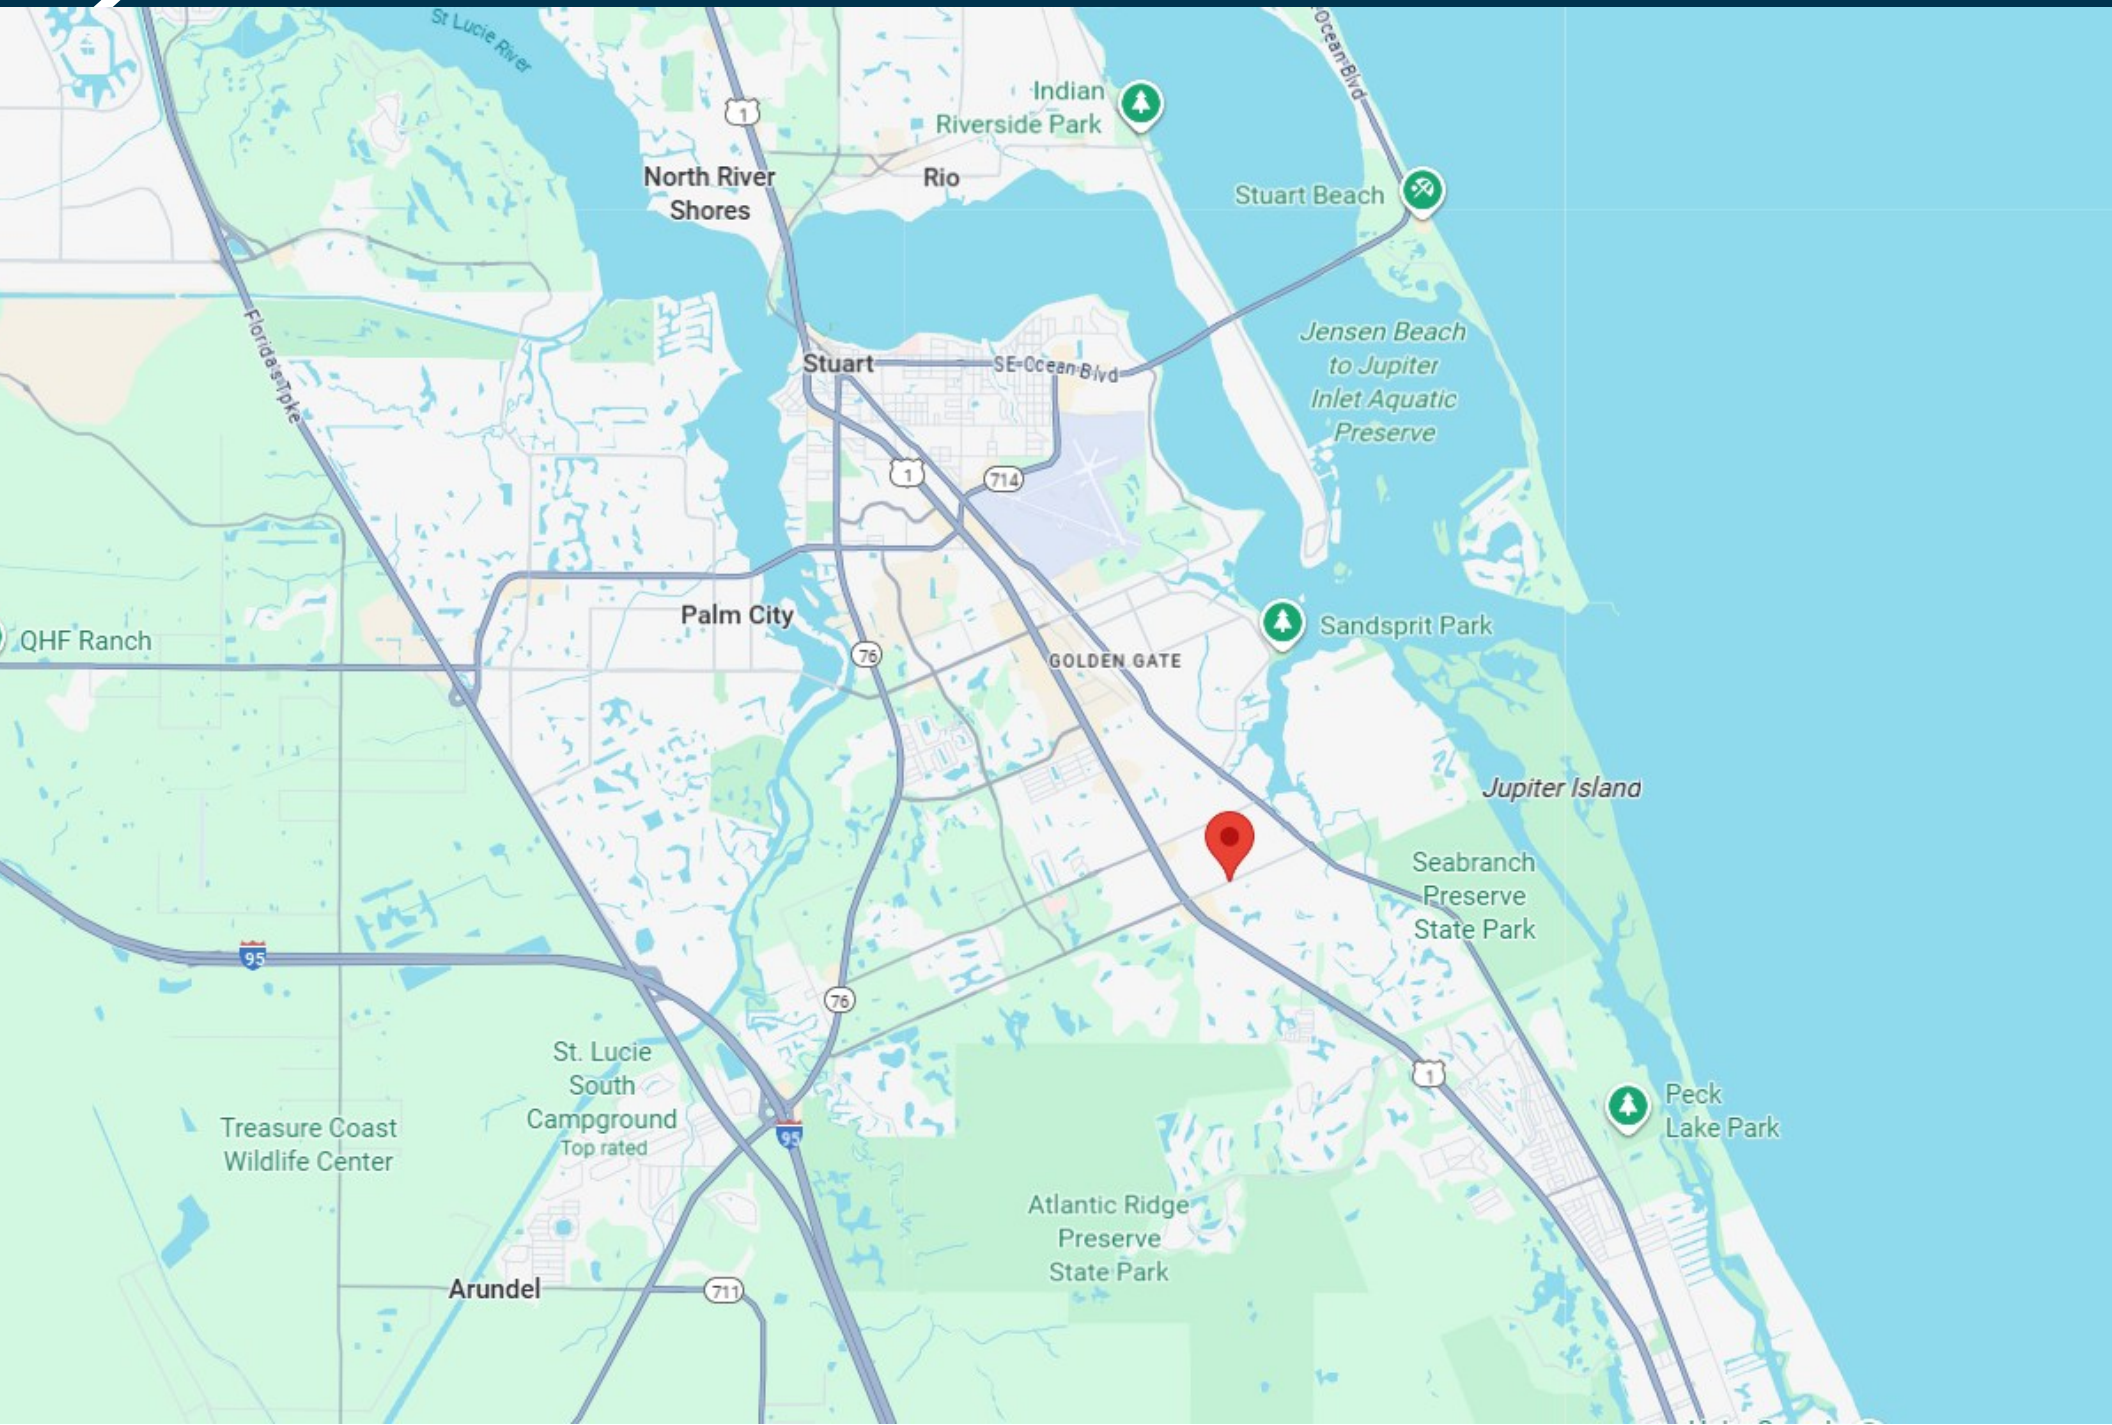 St Lucie River
Ocean Blvd
1
Indian
Riverside Park
North River
Shores
Rio
Stuart Beach
Florida's Tpke
Jensen Beach
to Jupiter
Inlet Aquatic
Preserve
Stuart
SE Ocean Blvd
1
714
QHF Ranch
Palm City
76
Sandsprit Park
GOLDEN GATE
Jupiter Island
Seabranch
Preserve
State Park
95
76
St. Lucie
South
Campground
Top rated
1
Peck
Lake Park
Treasure Coast
Wildlife Center
95
Atlantic Ridge
Preserve
State Park
Arundel
711